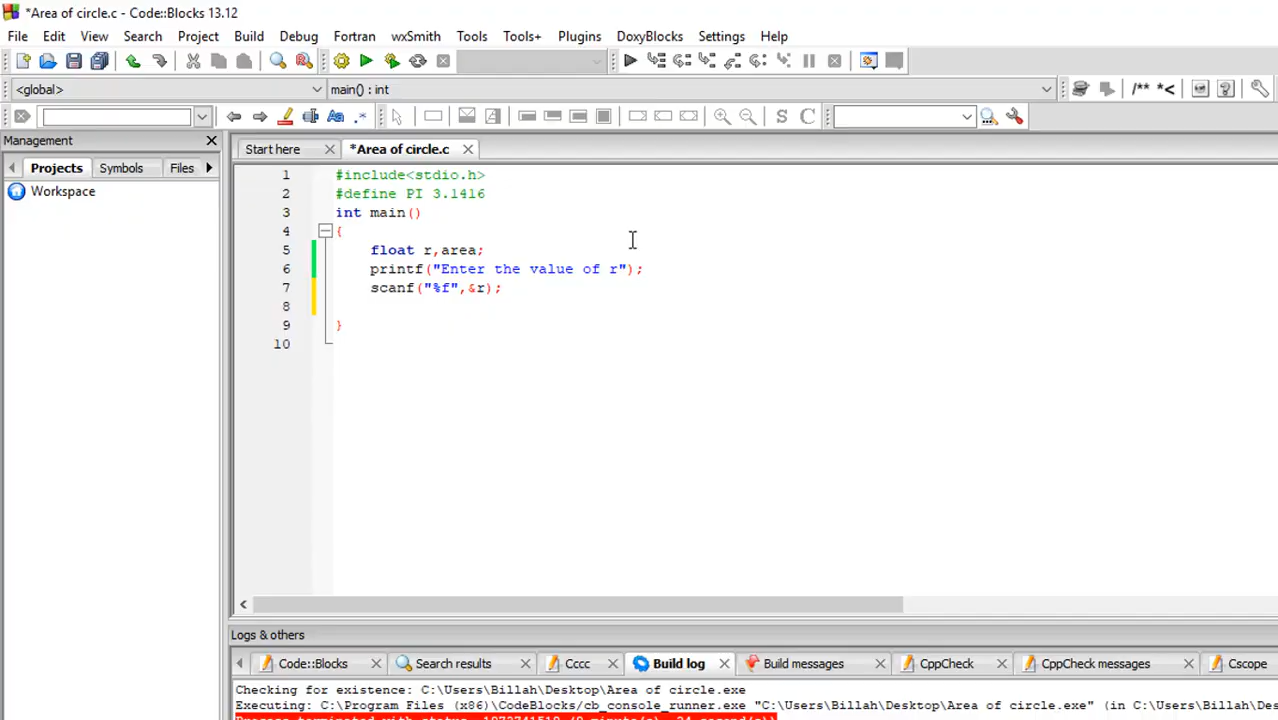 *Area of circle.c - Code::Blocks 13.12
File Edit View Search Project Build Debug Fortran wxSmith Tools Tools+ Plugins DoxyBlocks Settings Help
<global> main() : int /** *<
Aa .* S C
Management
Projects Symbols Files
Workspace
Start here *Area of circle.c
1 #include<stdio.h>
2 #define PI 3.1416
3 int main()
4 {
5 float r,area;
6 printf("Enter the value of r");
7 scanf("%f",&r);
8
9 }
10
Logs & others
Code::Blocks Search results Cccc Build log Build messages CppCheck CppCheck messages Cscope
Checking for existence: C:\Users\Billah\Desktop\Area of circle.exe
Executing: C:\Program Files (x86)\CodeBlocks/cb_console_runner.exe "C:\Users\Billah\Desktop\Area of circle.exe" (in C:\Users\Billah\Des
Process terminated with status